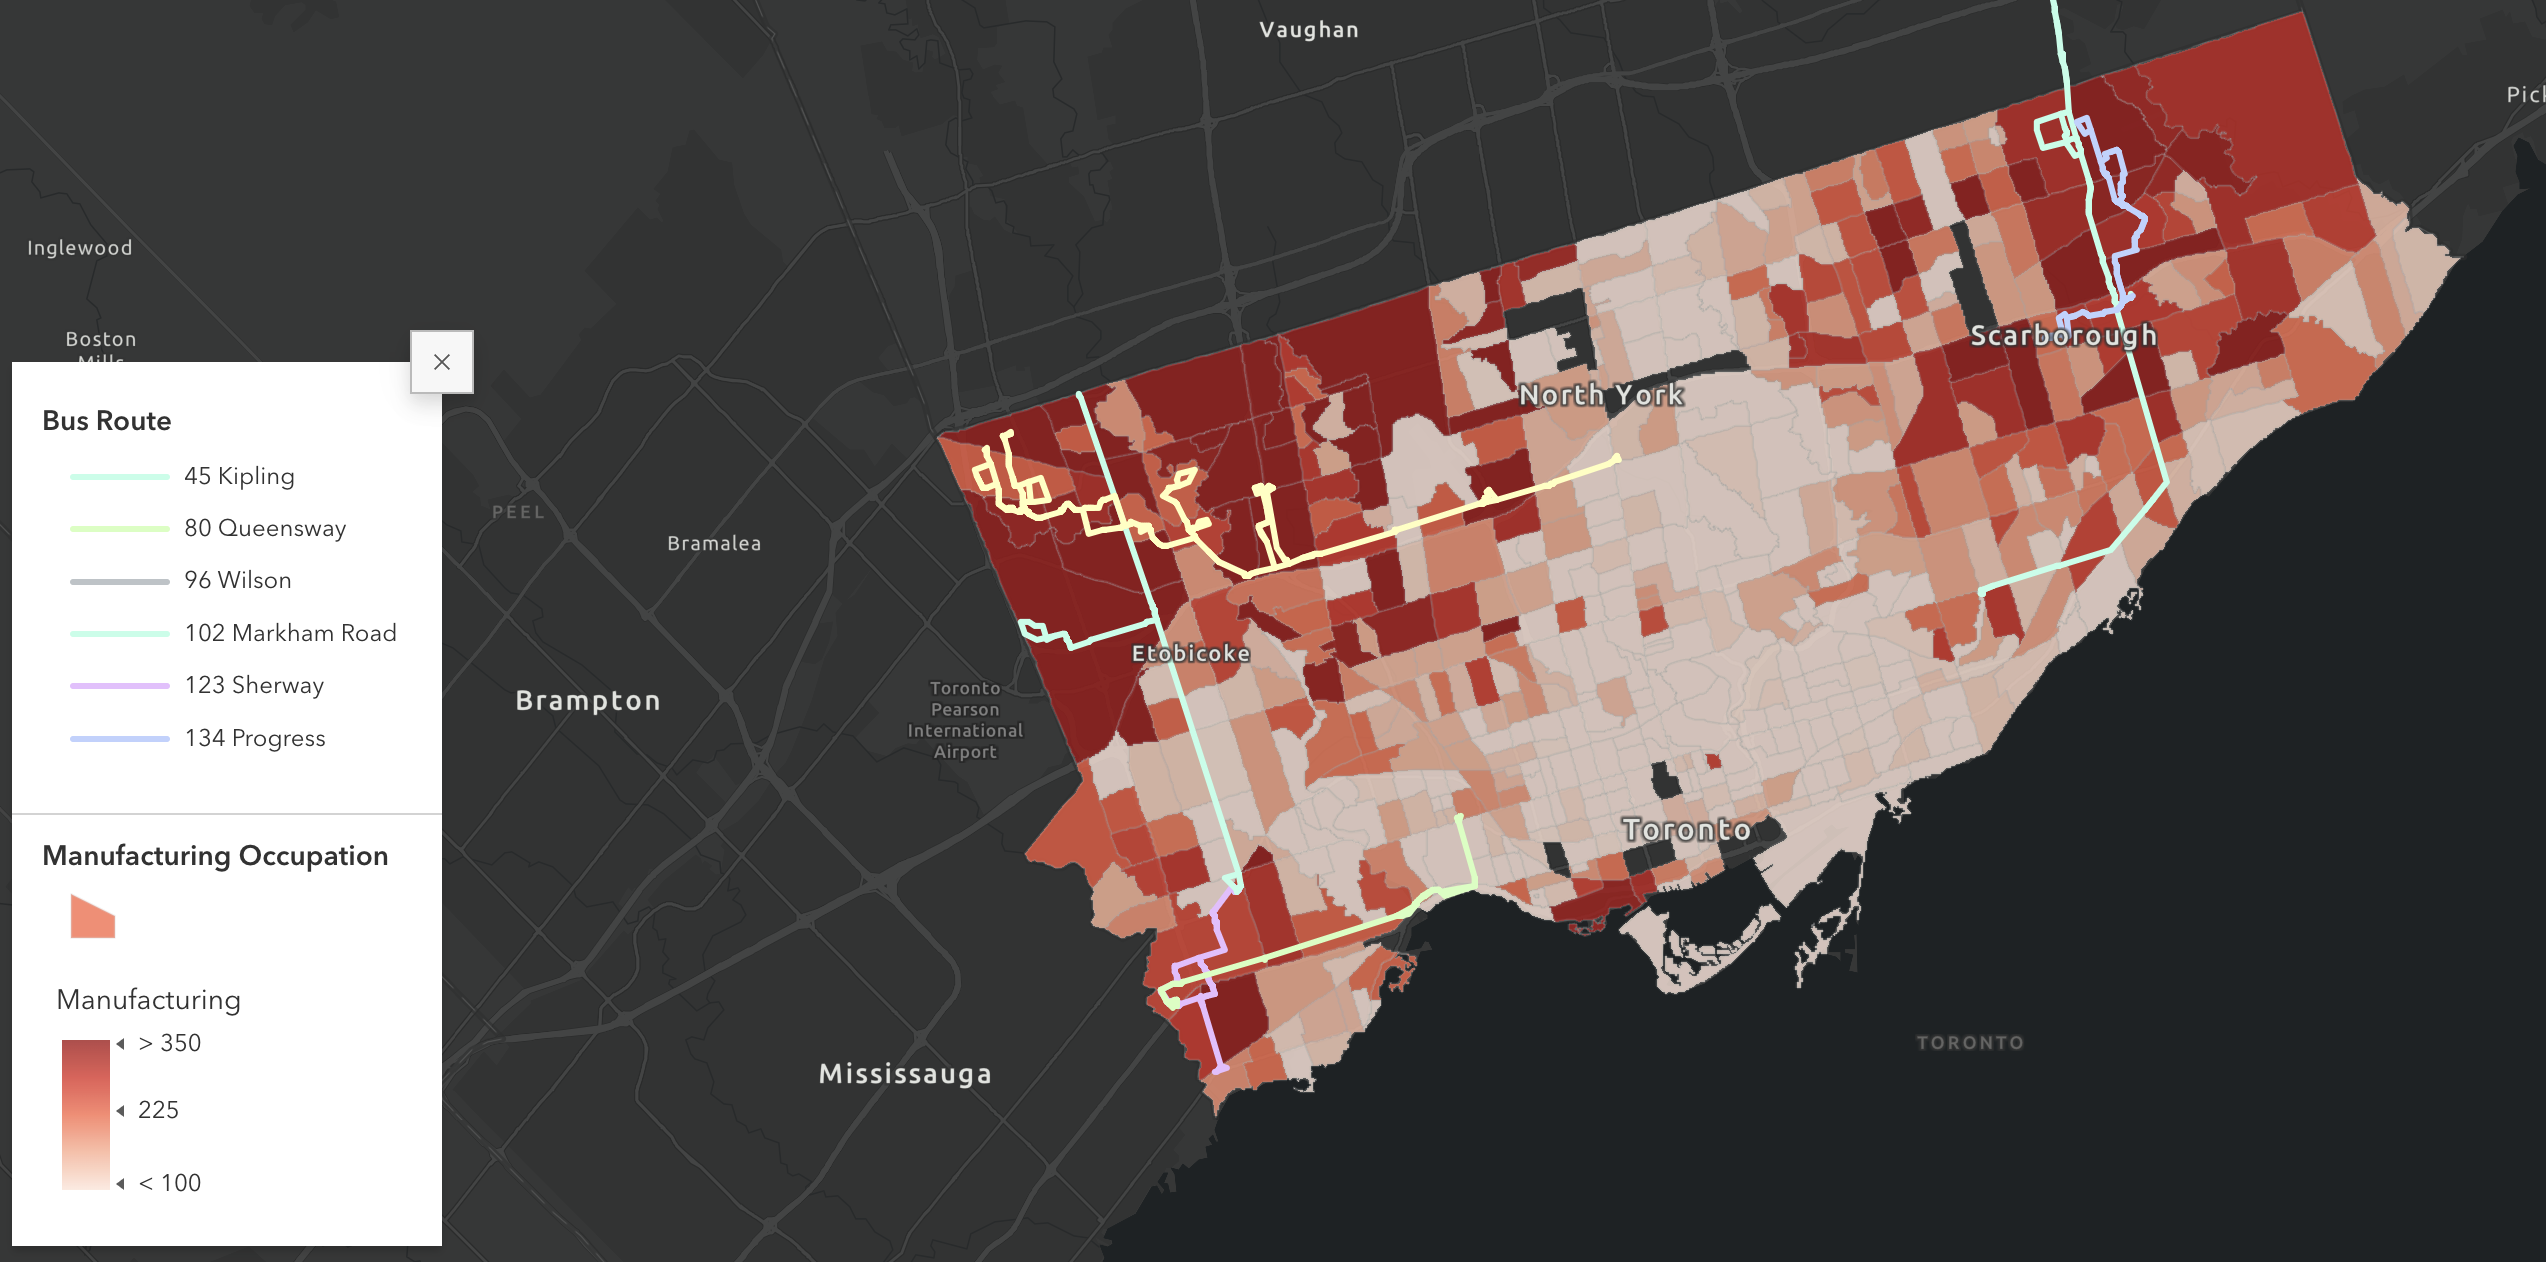 Vaughan
Pick
Inglewood
Boston
Mills
Bus Route
45 Kipling
80 Queensway
96 Wilson
102 Markham Road
123 Sherway
134 Progress
Manufacturing Occupation
Manufacturing
> 350
225
< 100
PEEL
Bramalea
Brampton
Toronto
Pearson
International
Airport
Etobicoke
North York
Scarborough
Toronto
Mississauga
TORONTO